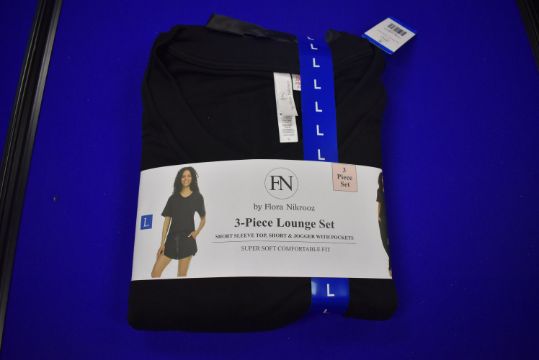 L
L
L
L
L
L
FN
3
Piece
Set
by Flora Nikrooz
3-Piece Lounge Set
SHORT SLEEVE TOP, SHORT & JOGGER WITH POCKETS
SUPER SOFT COMFORTABLE FIT
L
L
L